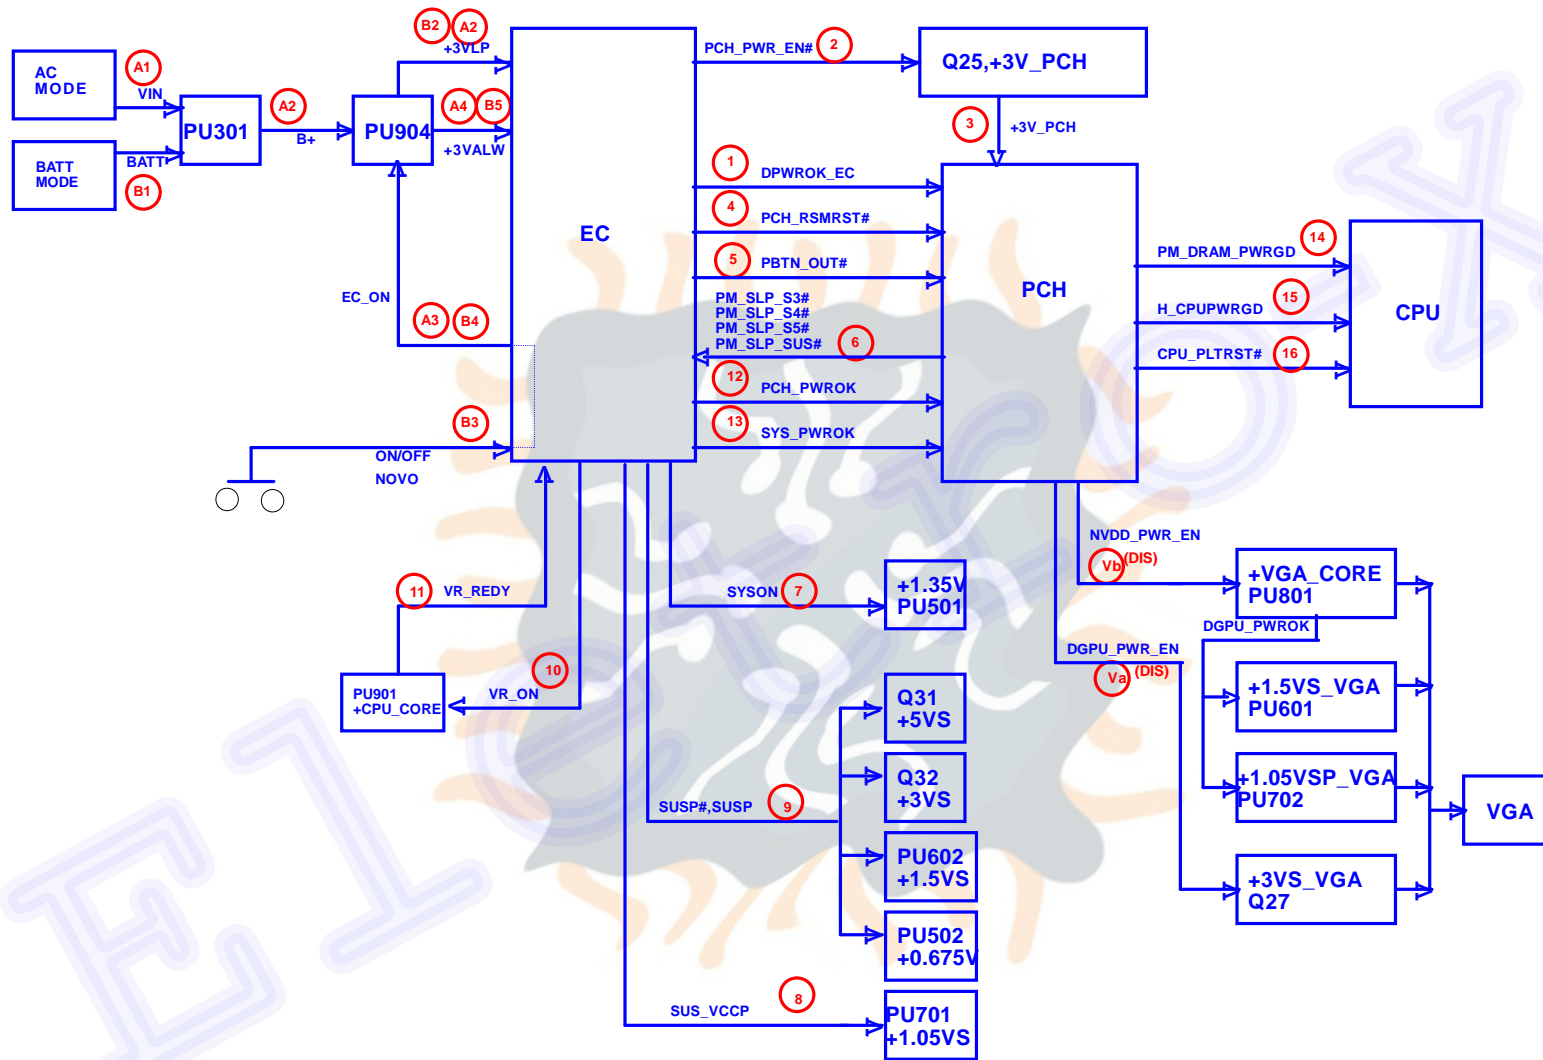 B2
A2
+3VLP
PCH_PWR_EN#
2
Q25,+3V_PCH
AC
MODE
A1
VIN
PU301
A2
B+
PU904
A4
B5
+3VALW
3
+3V_PCH
BATT
MODE
BATT
B1
1
DPWROK_EC
4
PCH_RSMRST#
EC
5
PBTN_OUT#
PCH
PM_DRAM_PWRGD
14
H_CPUPWRGD
15
CPU
CPU_PLTRST#
16
EC_ON
A3
B4
PM_SLP_S3#
PM_SLP_S4#
PM_SLP_S5#
PM_SLP_SUS#
6
12
PCH_PWROK
13
SYS_PWROK
B3
ON/OFF
NOVO
NVDD_PWR_EN
Vb
(DIS)
+VGA_CORE
PU801
DGPU_PWROK
11
VR_REDY
SYSON
7
+1.35V
PU501
DGPU_PWR_EN
Va
(DIS)
+1.5VS_VGA
PU601
10
VR_ON
PU901
+CPU_CORE
Q31
+5VS
Q32
+3VS
+1.05VSP_VGA
PU702
VGA
SUSP#,SUSP
9
PU602
+1.5VS
+3VS_VGA
Q27
PU502
+0.675V
SUS_VCCP
8
PU701
+1.05VS